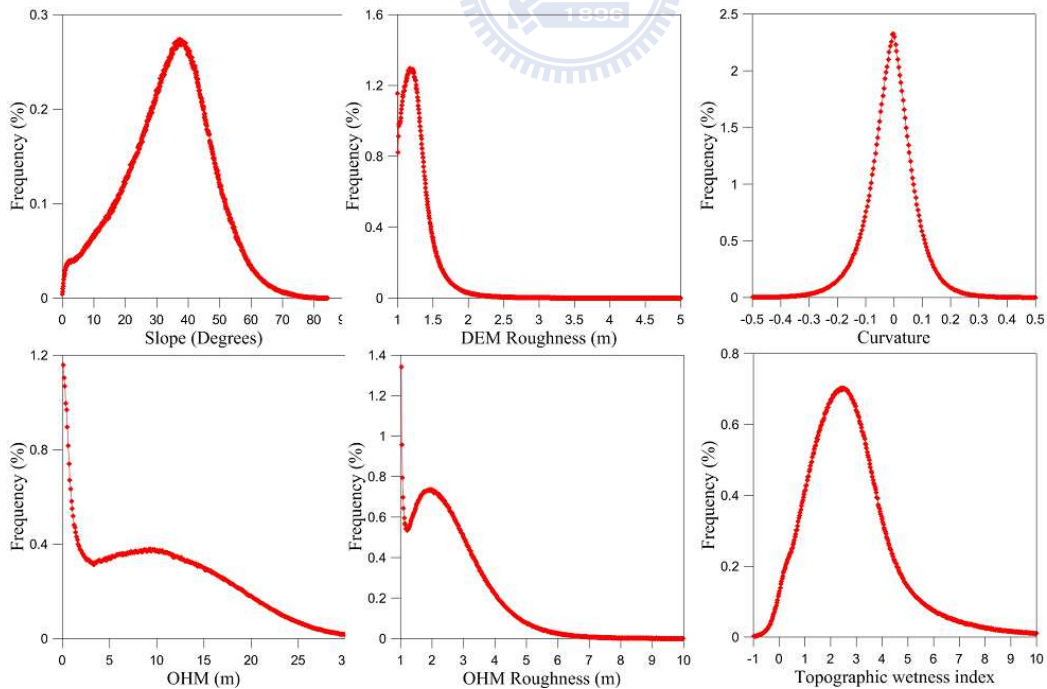 1896
0.3
0.2
0.1
0
Frequency (%)
0 10 20 30 40 50 60 70 80 9
Slope (Degrees)
1.6
1.2
0.8
0.4
0
Frequency (%)
1 1.5 2 2.5 3 3.5 4 4.5 5
DEM Roughness (m)
2.5
2
1.5
1
0.5
0
Frequency (%)
-0.5 -0.4 -0.3 -0.2 -0.1 0 0.1 0.2 0.3 0.4 0.5
Curvature
1.2
0.8
0.4
0
Frequency (%)
0 5 10 15 20 25 30
OHM (m)
1.4
1.2
1
0.8
0.6
0.4
0.2
0
Frequency (%)
1 2 3 4 5 6 7 8 9 10
OHM Roughness (m)
0.8
0.6
0.4
0.2
0
Frequency (%)
-1 0 1 2 3 4 5 6 7 8 9 10
Topographic wetness index